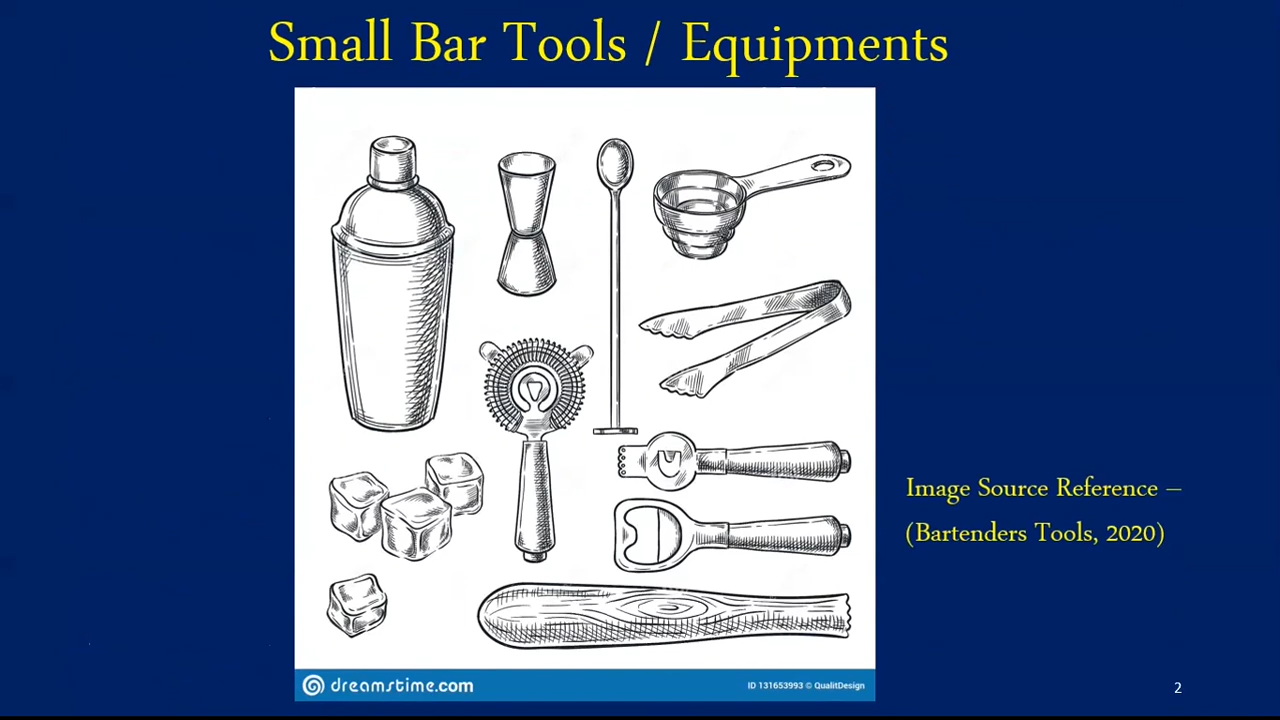 Small Bar Tools / Equipments
Image Source Reference –
(Bartenders Tools, 2020)
dreamstime.com
ID 131653993 © QualitDesign
2